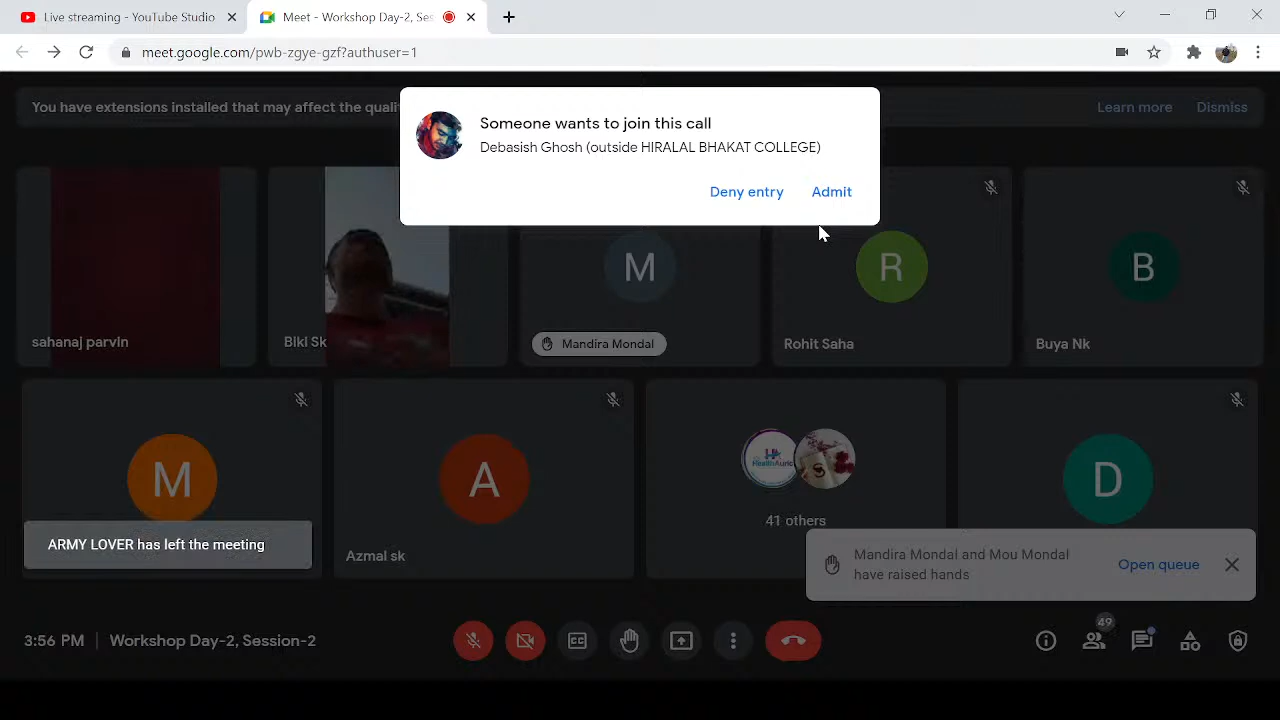 Live streaming - YouTube Studio
Meet - Workshop Day-2, Ses
meet.google.com/pwb-zgye-gzf?authuser=1
You have extensions installed that may affect the quali
Learn more
Dismiss
Someone wants to join this call
Debasish Ghosh (outside HIRALAL BHAKAT COLLEGE)
Deny entry
Admit
M
R
B
sahanaj parvin
Biki Sk
Mandira Mondal
Rohit Saha
Buya Nk
M
A
HealthAuric
D
41 others
ARMY LOVER has left the meeting
Azmal sk
Mandira Mondal and Mou Mondal
have raised hands
Open queue
3:56 PM | Workshop Day-2, Session-2
CC
49